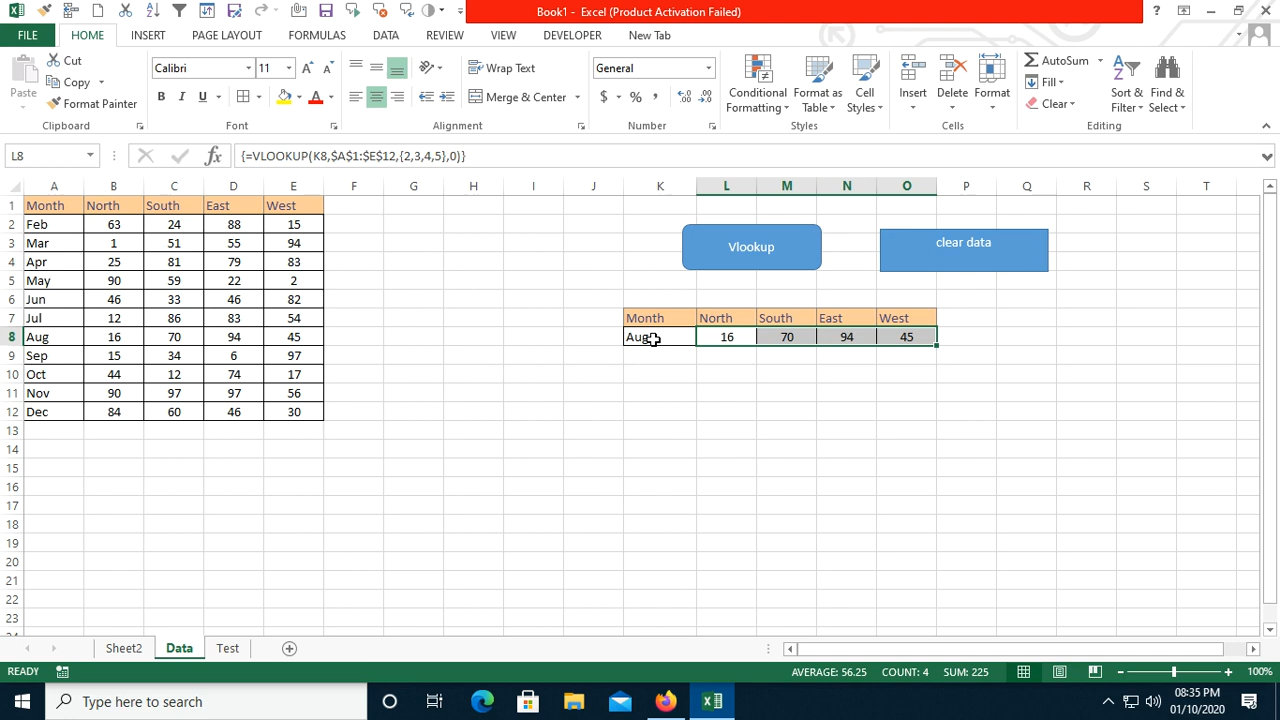 Book1 - Excel (Product Activation Failed)
FILE HOME INSERT PAGE LAYOUT FORMULAS DATA REVIEW VIEW DEVELOPER New Tab
Cut
Copy
Format Painter
Paste
Calibri 11
B I U
Wrap Text
Merge & Center
General
$ % ,
Conditional Formatting
Format as Table
Cell Styles
Insert
Delete
Format
AutoSum
Fill
Clear
Sort & Filter
Find & Select
Clipboard Font Alignment Number Styles Cells Editing
L8 fx {=VLOOKUP(K8,$A$1:$E$12,{2,3,4,5},0)}
A B C D E F G H I J K L M N O P Q R S T
1 Month North South East West
2 Feb 63 24 88 15
3 Mar 1 51 55 94
Vlookup clear data
4 Apr 25 81 79 83
5 May 90 59 22 2
6 Jun 46 33 46 82
7 Jul 12 86 83 54 Month North South East West
8 Aug 16 70 94 45 Aug 16 70 94 45
9 Sep 15 34 6 97
10 Oct 44 12 74 17
11 Nov 90 97 97 56
12 Dec 84 60 46 30
13
14
15
16
17
18
19
20
21
22
23
Sheet2 Data Test
READY AVERAGE: 56.25 COUNT: 4 SUM: 225 100%
Type here to search
08:35 PM
01/10/2020